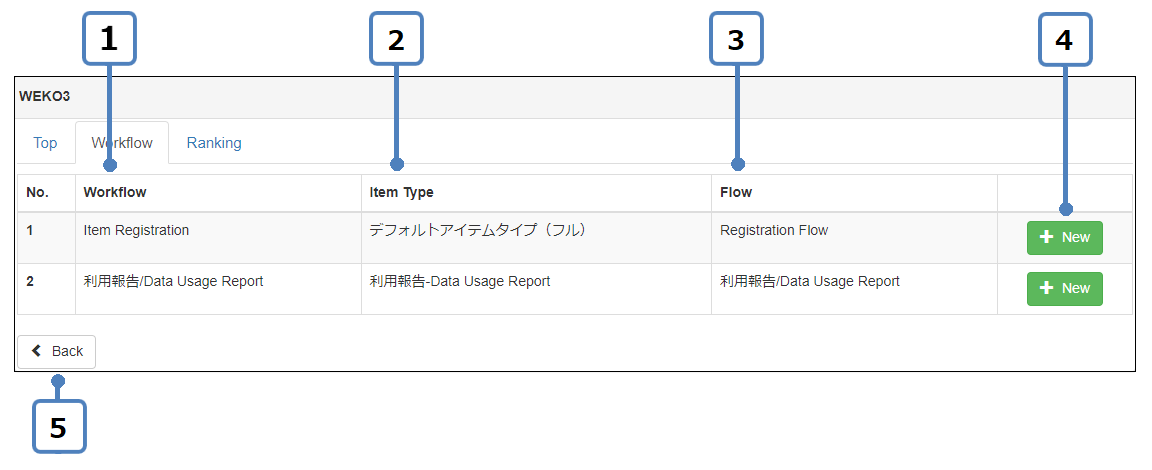 1 2 3 4
WEKO3
Top Workflow Ranking
No. Workflow Item Type Flow
1 Item Registration デフォルトアイテムタイプ（フル） Registration Flow New
2 利用報告/Data Usage Report 利用報告-Data Usage Report 利用報告/Data Usage Report New
Back
5